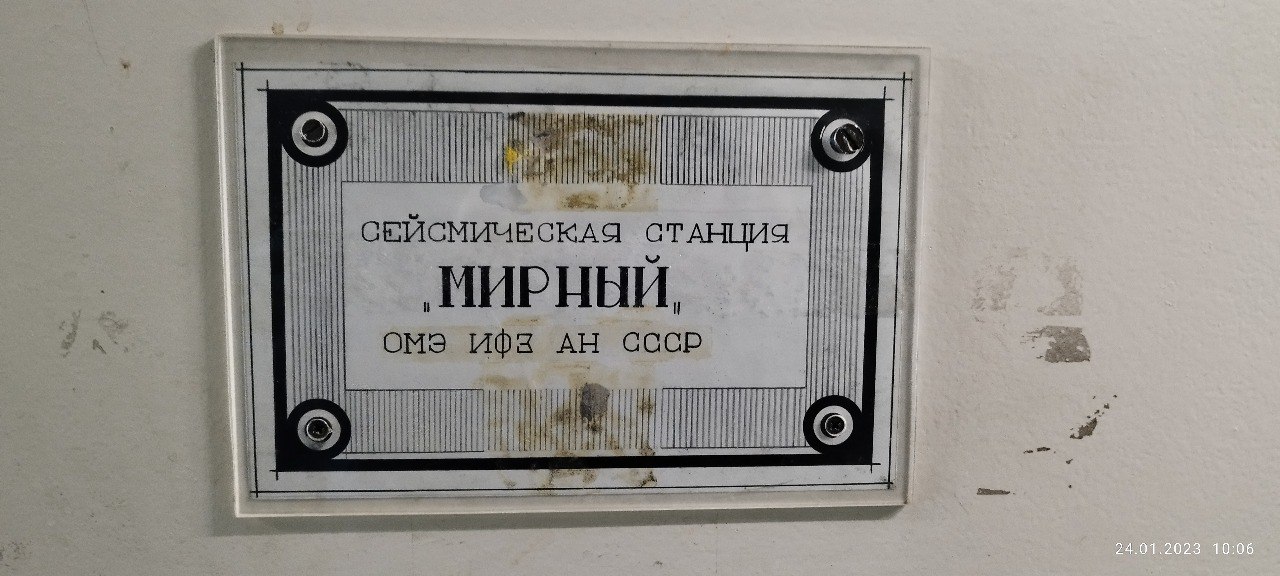 СЕЙСМИЧЕСКАЯ СТАНЦИЯ
„МИРНЫЙ„
ОМЭ ИФЗ АН СССР
24.01.2023 10:06